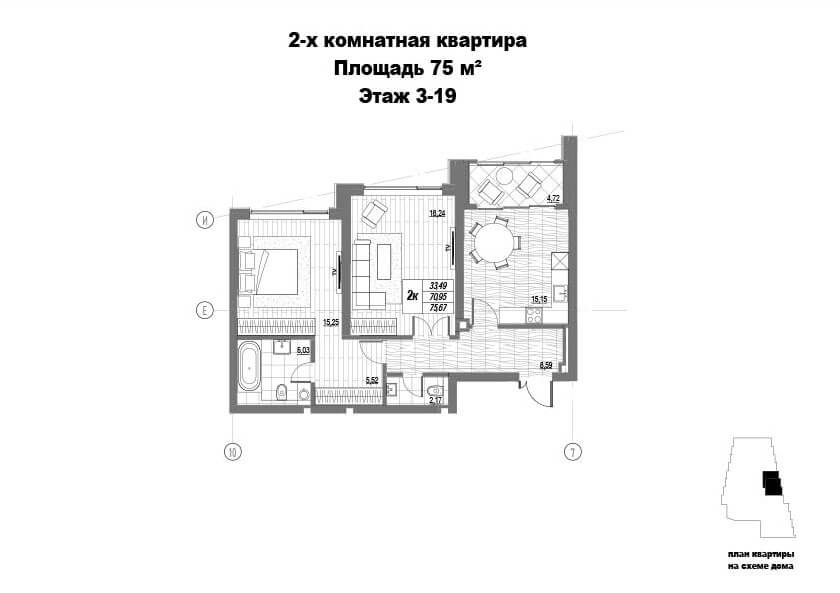 2-х комнатная квартира
Площадь 75 м²
Этаж 3-19
4,72
И
18,24
TV
TV
33,49
2к
70,95
75,67
15,15
Е
15,25
6,03
8,59
5,52
2,17
10
7
план квартиры
на схеме дома